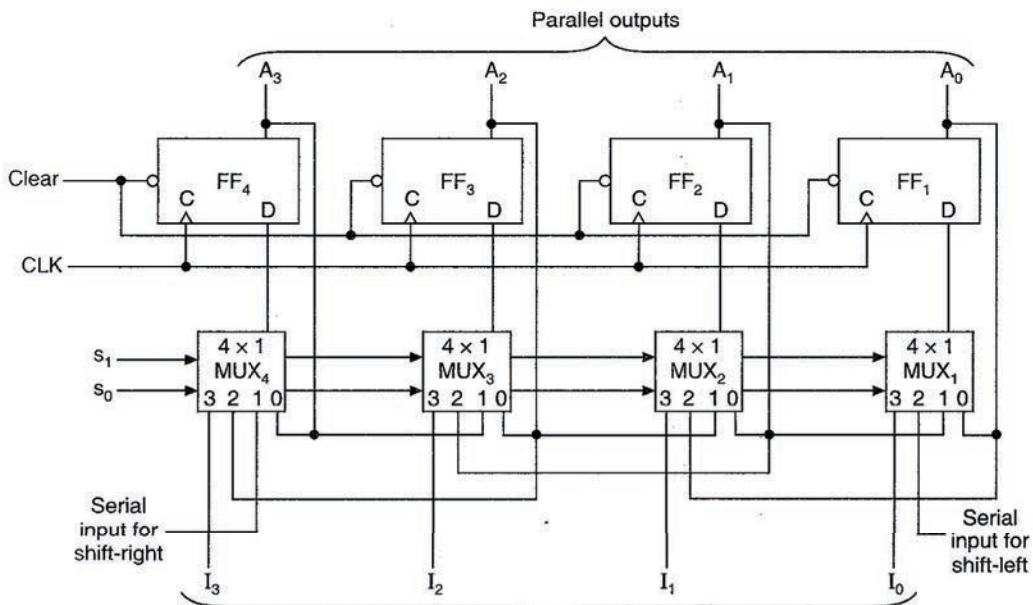 Parallel outputs
A₃ A₂ A₁ A₀
Clear FF₄ FF₃ FF₂ FF₁
C D C D C D C D
CLK
s₁ 4 × 1 4 × 1 4 × 1 4 × 1
MUX₄ MUX₃ MUX₂ MUX₁
s₀ 3 2 1 0 3 2 1 0 3 2 1 0 3 2 1 0
Serial
input for
shift-right
Serial
input for
shift-left
I₃ I₂ I₁ I₀